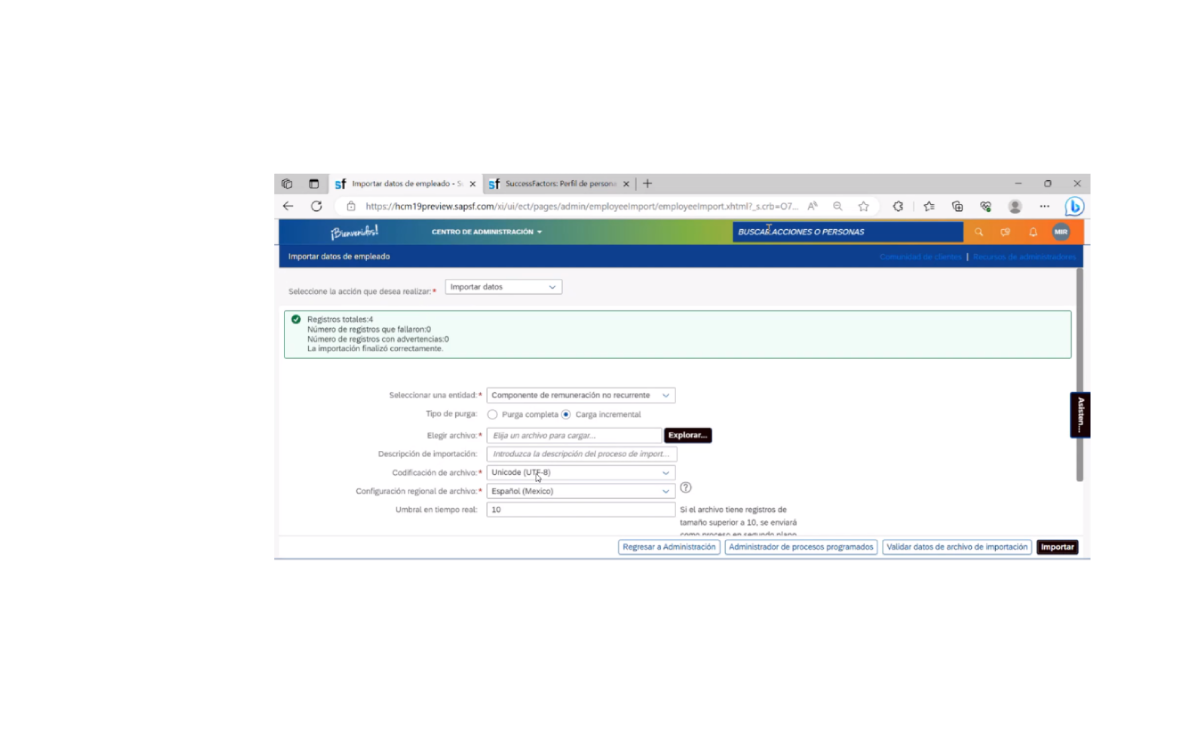 Importar datos de empleado - S
SuccessFactors: Perfil de persona
https://hcm19preview.sapsf.com/xi/ui/ect/pages/admin/employeeImport/employeeImport.xhtml?_s.crb=O7...
¡Bienvenidos!
CENTRO DE ADMINISTRACIÓN
BUSCAR ACCIONES O PERSONAS
MIR
Importar datos de empleado
Comunidad de clientes | Recursos de administradores
Seleccione la acción que desea realizar:* Importar datos
Registros totales:4
Número de registros que fallaron:0
Número de registros con advertencias:0
La importación finalizó correctamente.
Seleccionar una entidad:* Componente de remuneración no recurrente
Tipo de purga: Purga completa Carga incremental
Elegir archivo:* Elija un archivo para cargar... Explorar...
Descripción de importación: Introduzca la descripción del proceso de import...
Codificación de archivo:* Unicode (UTF-8)
Configuración regional de archivo:* Español (Mexico)
Umbral en tiempo real: 10
Si el archivo tiene registros de
tamaño superior a 10, se enviará
como proceso en segundo plano
Asisten...
Regresar a Administración Administrador de procesos programados Validar datos de archivo de importación Importar